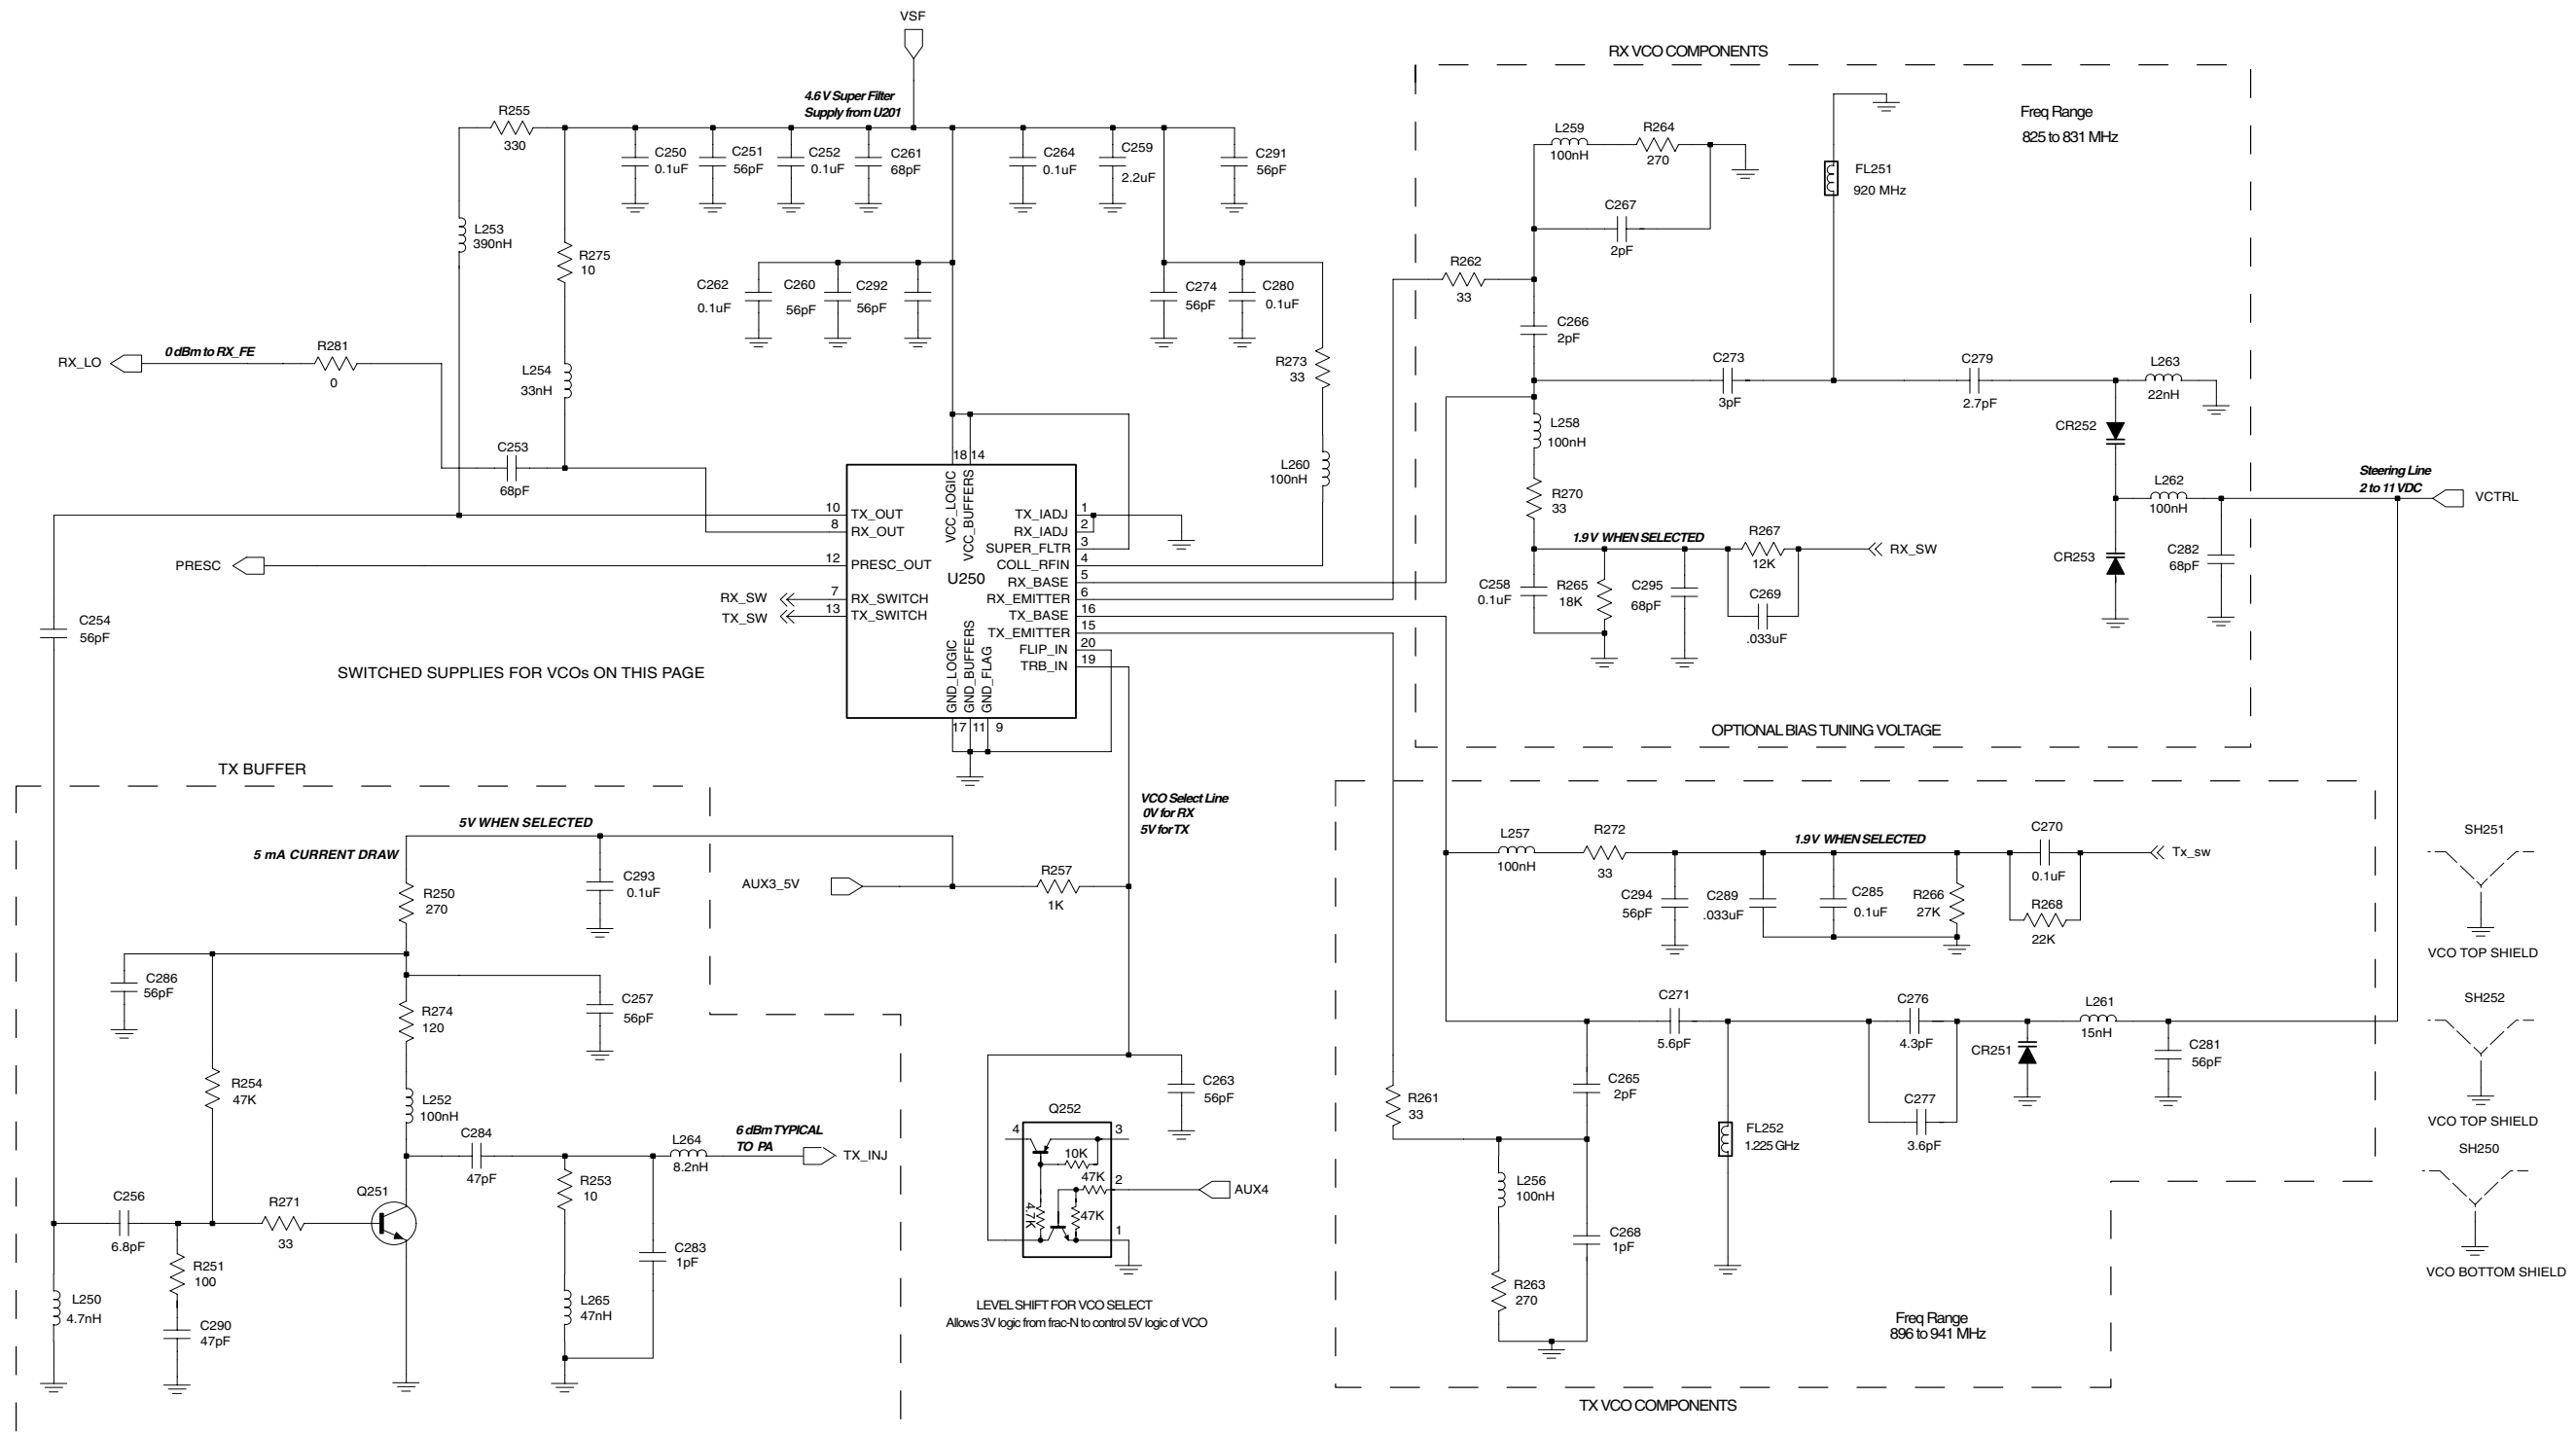 VSF
RX VCO COMPONENTS
4.6 V Super Filter
Supply from U201
Freq Range
825 to 831 MHz
R255
330
C250
0.1uF
C251
56pF
C252
0.1uF
C261
68pF
C264
0.1uF
C259
2.2uF
C291
56pF
L259
100nH
R264
270
FL251
920 MHz
C267
2pF
L253
390nH
R275
10
C262
0.1uF
C260
56pF
C292
56pF
C274
56pF
C280
0.1uF
R262
33
C266
2pF
RX_LO
0 dBm to RX_FE
R281
0
L254
33nH
R273
33
C273
3pF
C279
2.7pF
L263
22nH
L258
100nH
CR252
C253
68pF
L260
100nH
Steering Line
2 to 11 VDC
VCTRL
L262
100nH
R270
33
18
14
VCC_LOGIC
VCC_BUFFERS
10
TX_OUT
8
RX_OUT
12
PRESC_OUT
PRESC
U250
RX_SW
7
RX_SWITCH
TX_SW
13
TX_SWITCH
TX_IADJ
1
RX_IADJ
2
SUPER_FLTR
3
COLL_RFIN
4
RX_BASE
5
RX_EMITTER
6
TX_BASE
16
TX_EMITTER
15
FLIP_IN
20
TRB_IN
19
GND_LOGIC
GND_BUFFERS
GND_FLAG
17
11
9
1.9 V WHEN SELECTED
R267
12K
RX_SW
CR253
C282
68pF
C258
0.1uF
R265
18K
C295
68pF
C269
.033uF
C254
56pF
SWITCHED SUPPLIES FOR VCOs ON THIS PAGE
OPTIONAL BIAS TUNING VOLTAGE
TX BUFFER
VCO Select Line
0V for RX
5V for TX
5V WHEN SELECTED
5 mA CURRENT DRAW
L257
100nH
R272
33
1.9 V WHEN SELECTED
C270
0.1uF
Tx_sw
SH251
R250
270
C293
0.1uF
AUX3_5V
R257
1K
C294
56pF
C289
.033uF
C285
0.1uF
R266
27K
R268
22K
VCO TOP SHIELD
C286
56pF
R274
120
C257
56pF
C271
5.6pF
C276
4.3pF
L261
15nH
SH252
CR251
C281
56pF
R254
47K
L252
100nH
C263
56pF
R261
33
C265
2pF
C277
3.6pF
VCO TOP SHIELD
Q252
4
3
10K
47K
2
AUX4
4.7K
47K
1
C284
47pF
L264
8.2nH
6 dBm TYPICAL
TO PA
TX_INJ
FL252
1.225 GHz
SH250
C256
6.8pF
R271
33
Q251
R253
10
L256
100nH
C268
1pF
C283
1pF
R251
100
L250
4.7nH
C290
47pF
L265
47nH
R263
270
VCO BOTTOM SHIELD
LEVEL SHIFT FOR VCO SELECT
Allows 3V logic from frac-N to control 5V logic of VCO
Freq Range
896 to 941 MHz
TX VCO COMPONENTS